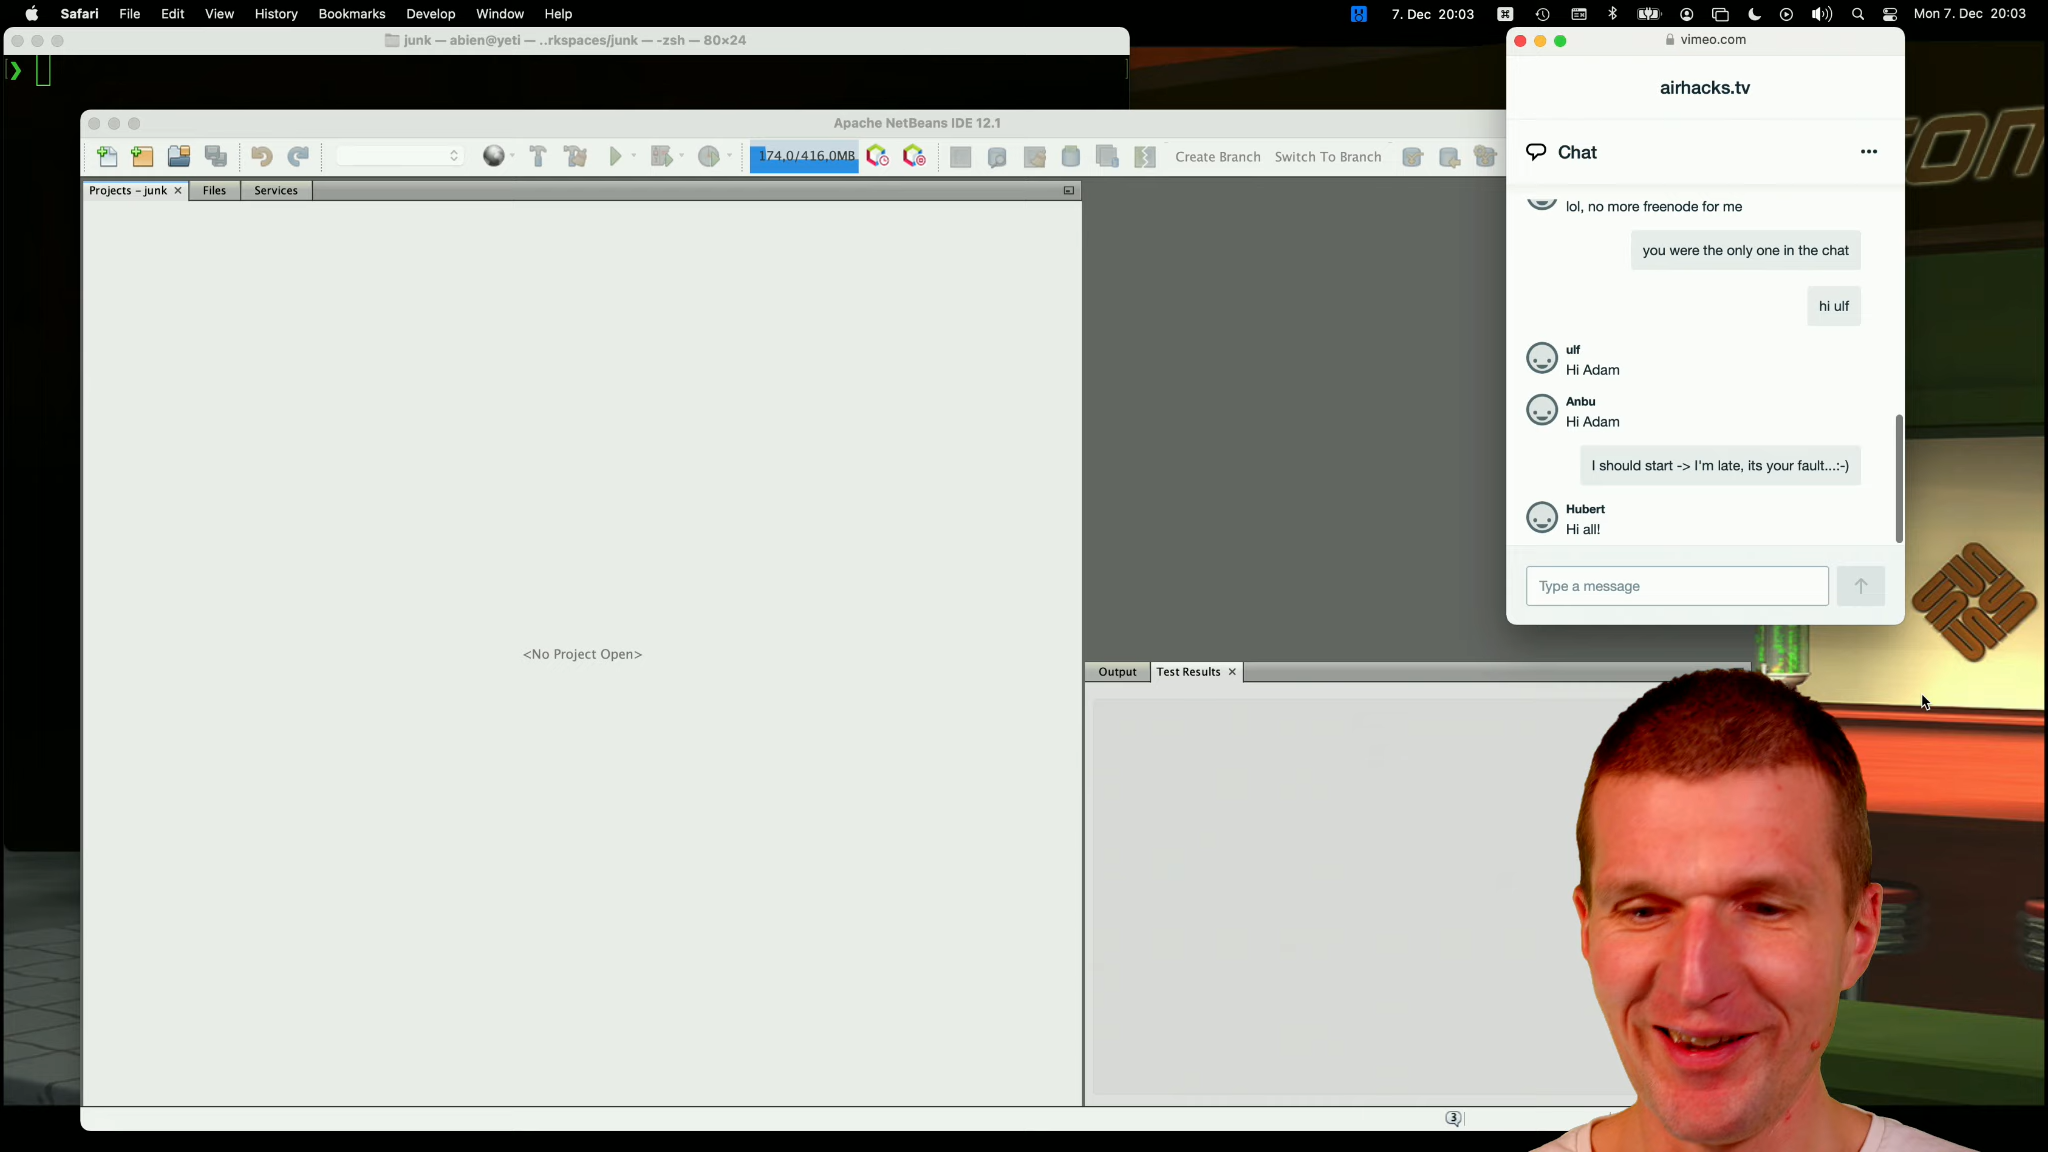 Safari File Edit View History Bookmarks Develop Window Help 7. Dec 20:03 Mon 7. Dec 20:03
junk — abien@yeti — ..rkspaces/junk — -zsh — 80×24
Apache NetBeans IDE 12.1
174,0/416,0MB Create Branch Switch To Branch
Projects – junk Files Services
<No Project Open>
Output Test Results
3
vimeo.com
airhacks.tv
Chat
lol, no more freenode for me
you were the only one in the chat
hi ulf
ulf
Hi Adam
Anbu
Hi Adam
I should start -> I'm late, its your fault...:-)
Hubert
Hi all!
Type a message